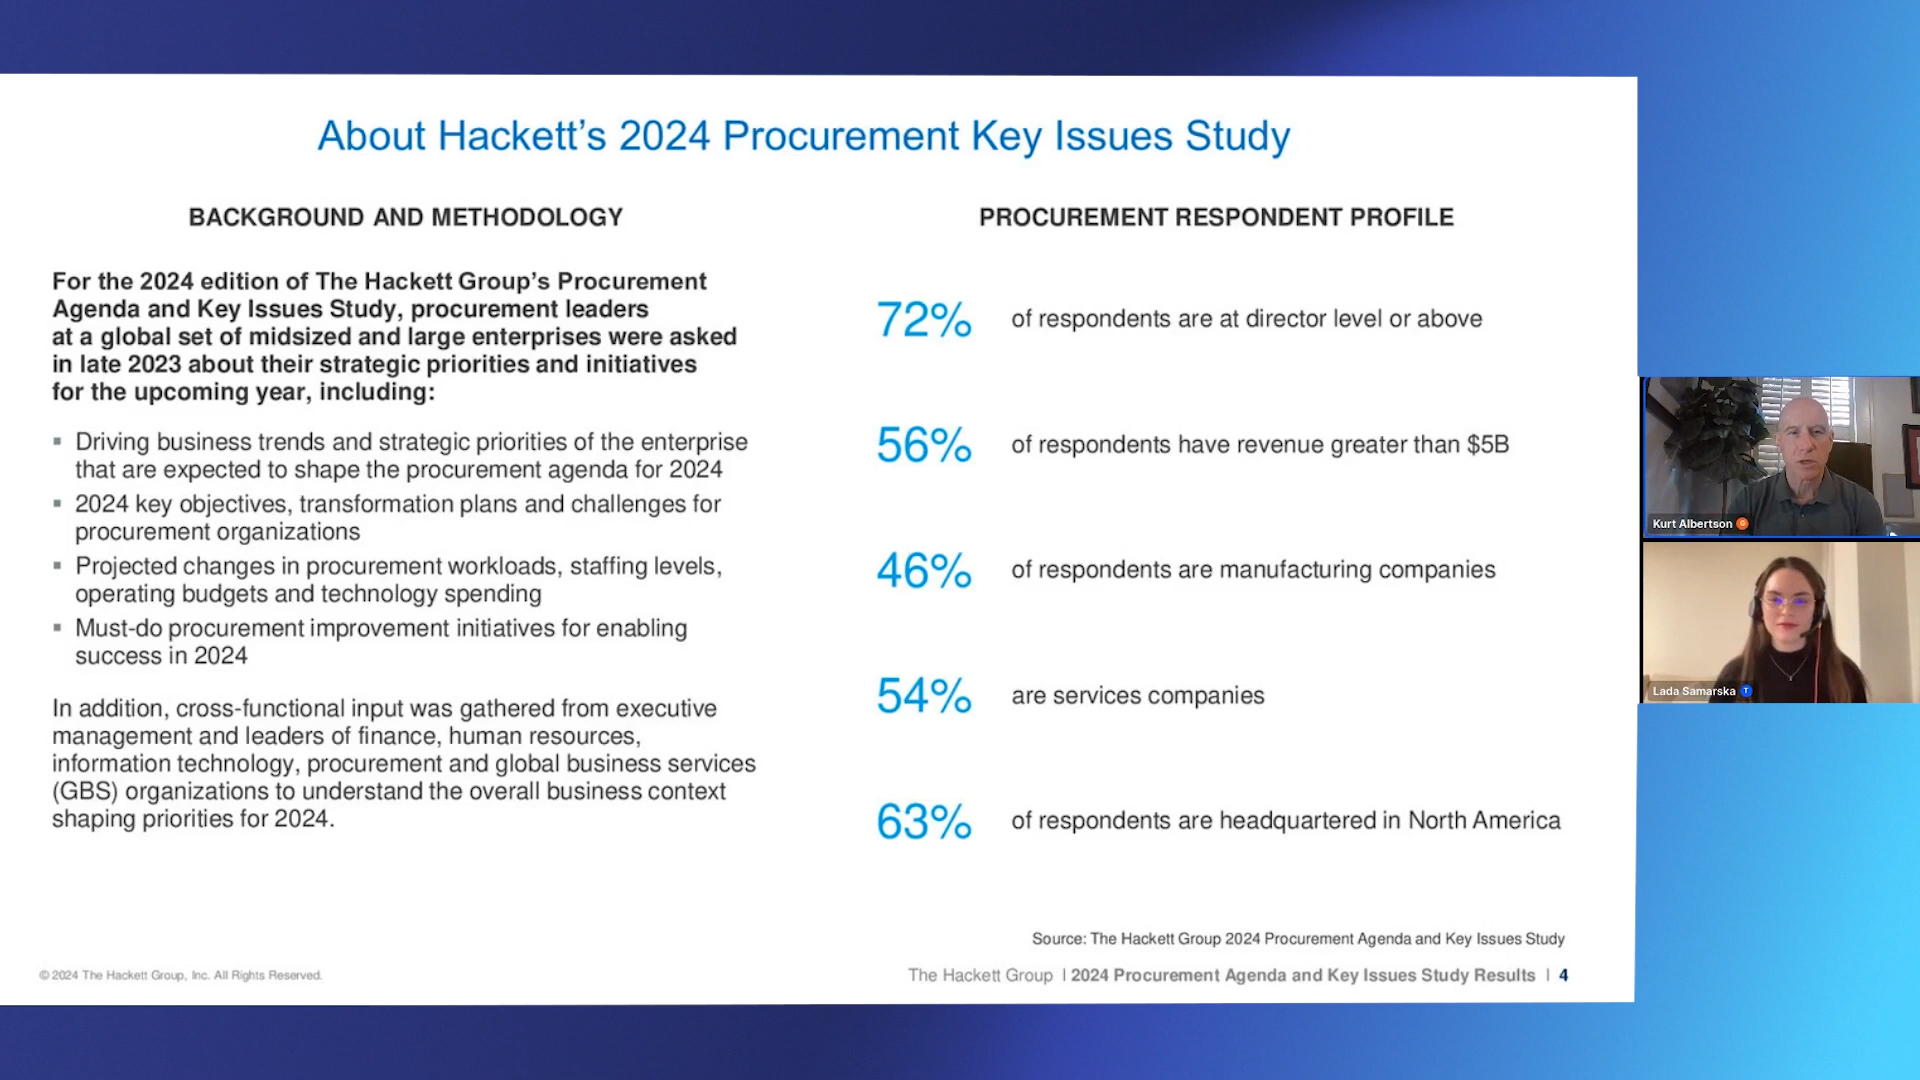 About Hackett’s 2024 Procurement Key Issues Study
BACKGROUND AND METHODOLOGY
For the 2024 edition of The Hackett Group’s Procurement
Agenda and Key Issues Study, procurement leaders
at a global set of midsized and large enterprises were asked
in late 2023 about their strategic priorities and initiatives
for the upcoming year, including:
▪ Driving business trends and strategic priorities of the enterprise
that are expected to shape the procurement agenda for 2024
▪ 2024 key objectives, transformation plans and challenges for
procurement organizations
▪ Projected changes in procurement workloads, staffing levels,
operating budgets and technology spending
▪ Must-do procurement improvement initiatives for enabling
success in 2024
In addition, cross-functional input was gathered from executive
management and leaders of finance, human resources,
information technology, procurement and global business services
(GBS) organizations to understand the overall business context
shaping priorities for 2024.
PROCUREMENT RESPONDENT PROFILE
72% of respondents are at director level or above
56% of respondents have revenue greater than $5B
46% of respondents are manufacturing companies
54% are services companies
63% of respondents are headquartered in North America
Source: The Hackett Group 2024 Procurement Agenda and Key Issues Study
© 2024 The Hackett Group, Inc. All Rights Reserved.
The Hackett Group | 2024 Procurement Agenda and Key Issues Study Results | 4
Kurt Albertson G
Lada Samarska T